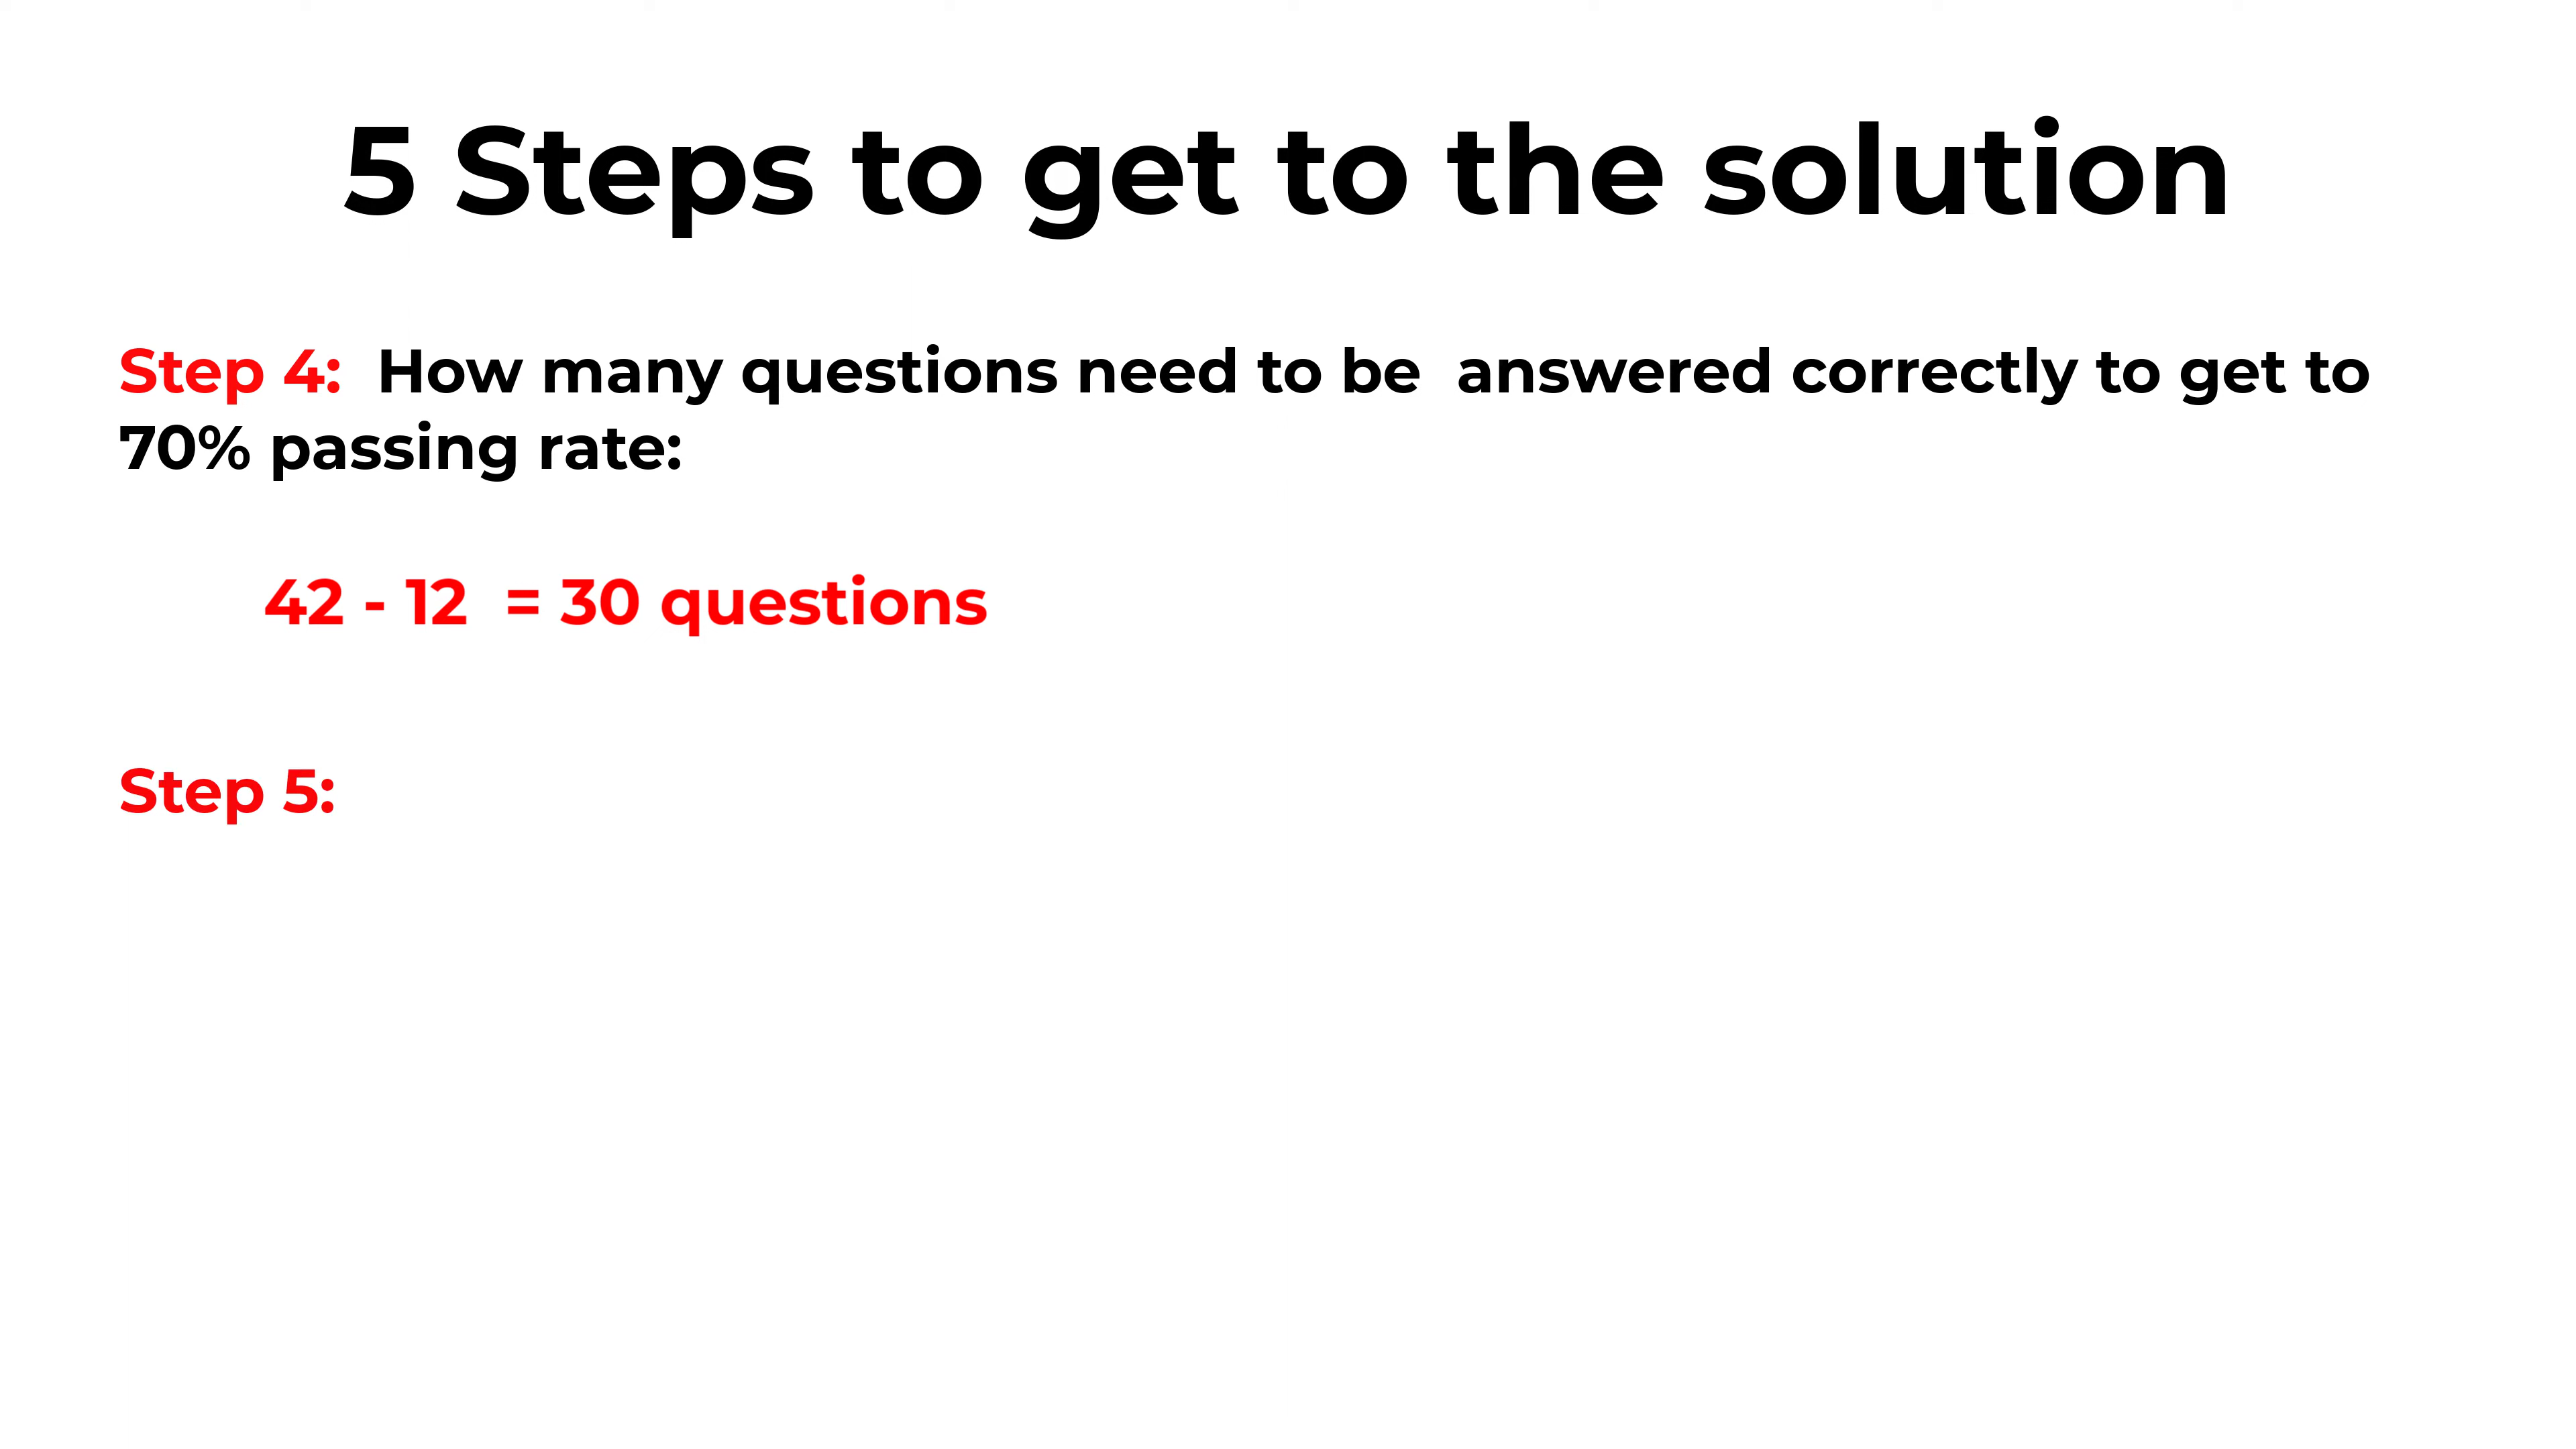 5 Steps to get to the solution
Step 4:  How many questions need to be  answered correctly to get to
70% passing rate:
42 - 12  = 30 questions
Step 5: